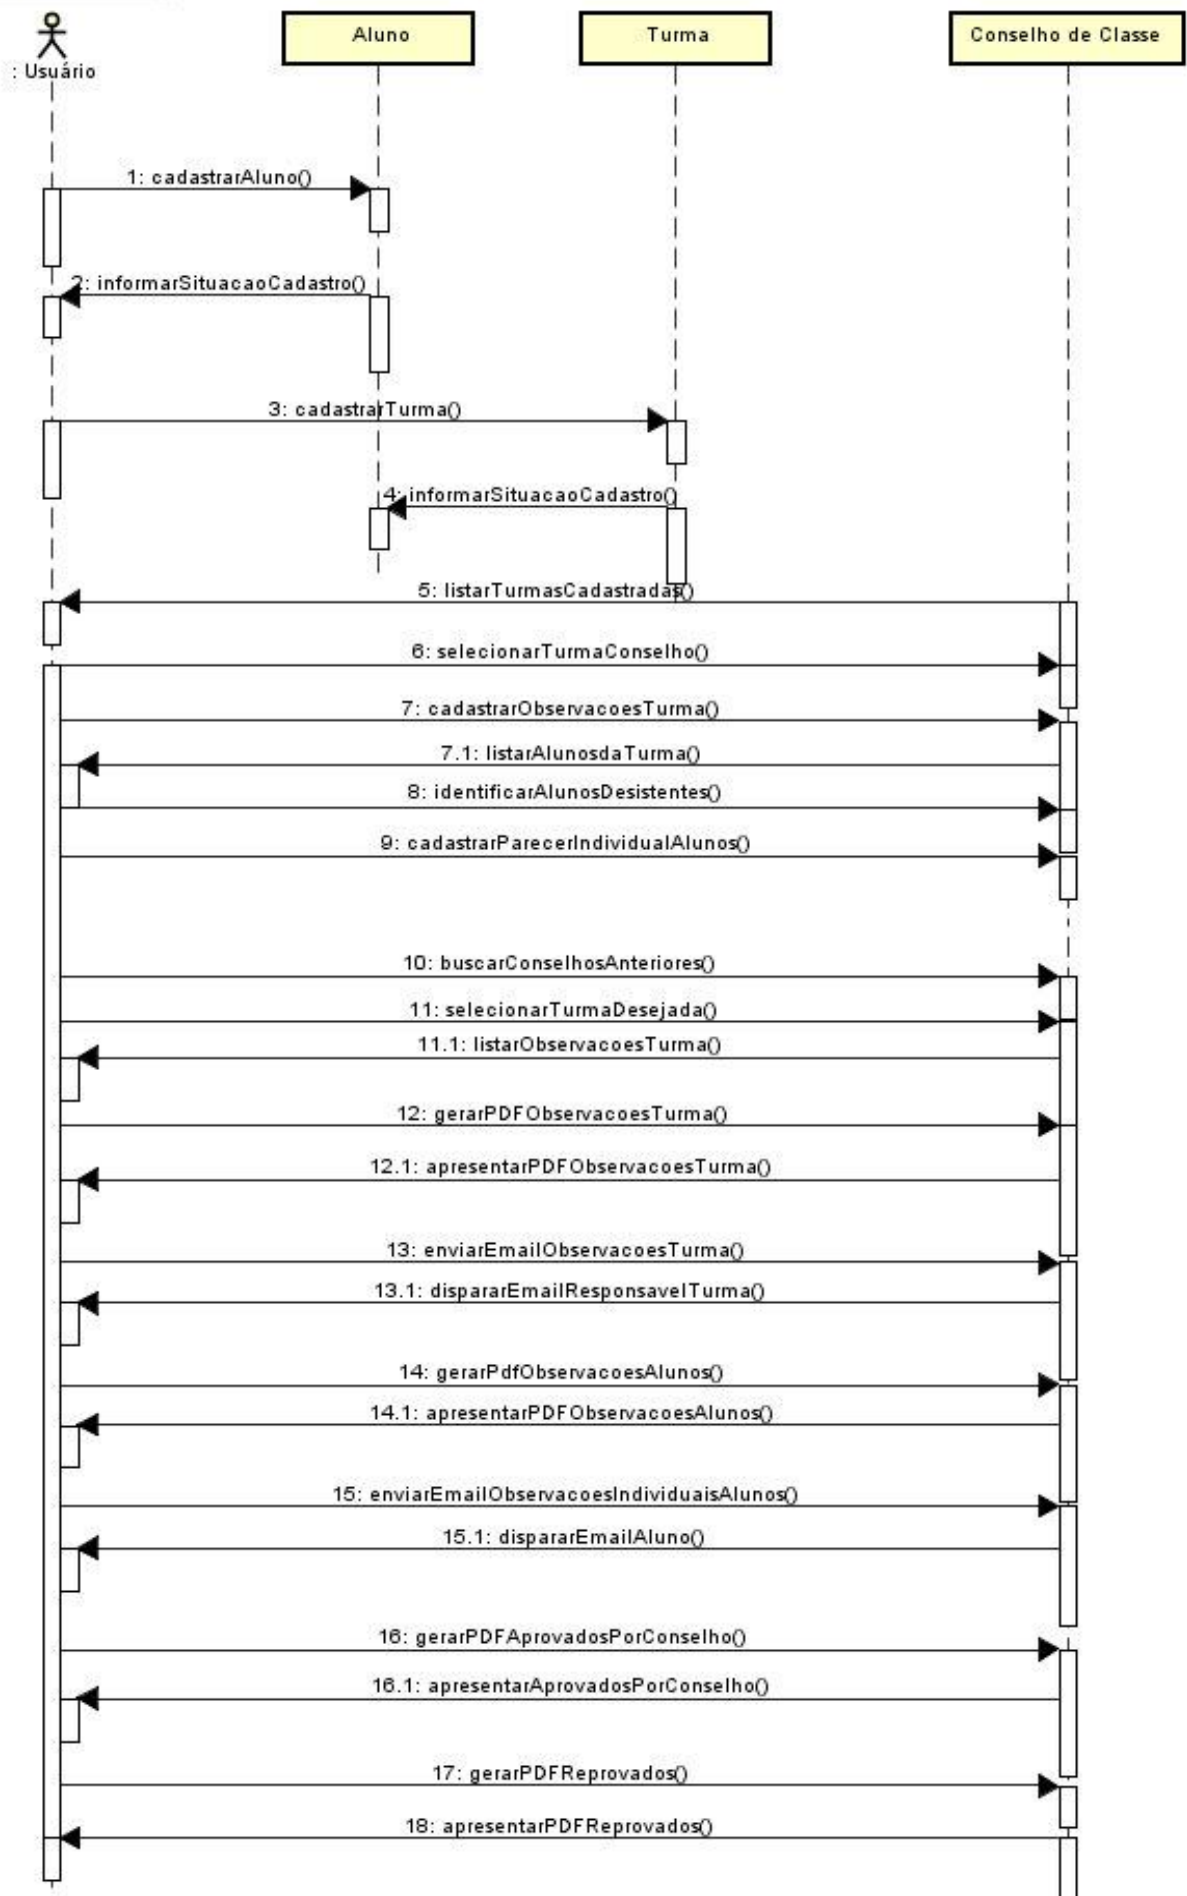 Aluno
Turma
Conselho de Classe
: Usuário
1: cadastrarAluno()
2: informarSituacaoCadastro()
3: cadastrarTurma()
4: informarSituacaoCadastro()
5: listarTurmasCadastradas()
6: selecionarTurmaConselho()
7: cadastrarObservacoesTurma()
7.1: listarAlunosdaTurma()
8: identificarAlunosDesistentes()
9: cadastrarParecerIndividualAlunos()
10: buscarConselhosAnteriores()
11: selecionarTurmaDesejada()
11.1: listarObservacoesTurma()
12: gerarPDFObservacoesTurma()
12.1: apresentarPDFObservacoesTurma()
13: enviarEmailObservacoesTurma()
13.1: dispararEmailResponsavelTurma()
14: gerarPdfObservacoesAlunos()
14.1: apresentarPDFObservacoesAlunos()
15: enviarEmailObservacoesIndividuaisAlunos()
15.1: dispararEmailAluno()
16: gerarPDFAprovadosPorConselho()
16.1: apresentarAprovadosPorConselho()
17: gerarPDFReprovados()
18: apresentarPDFReprovados()